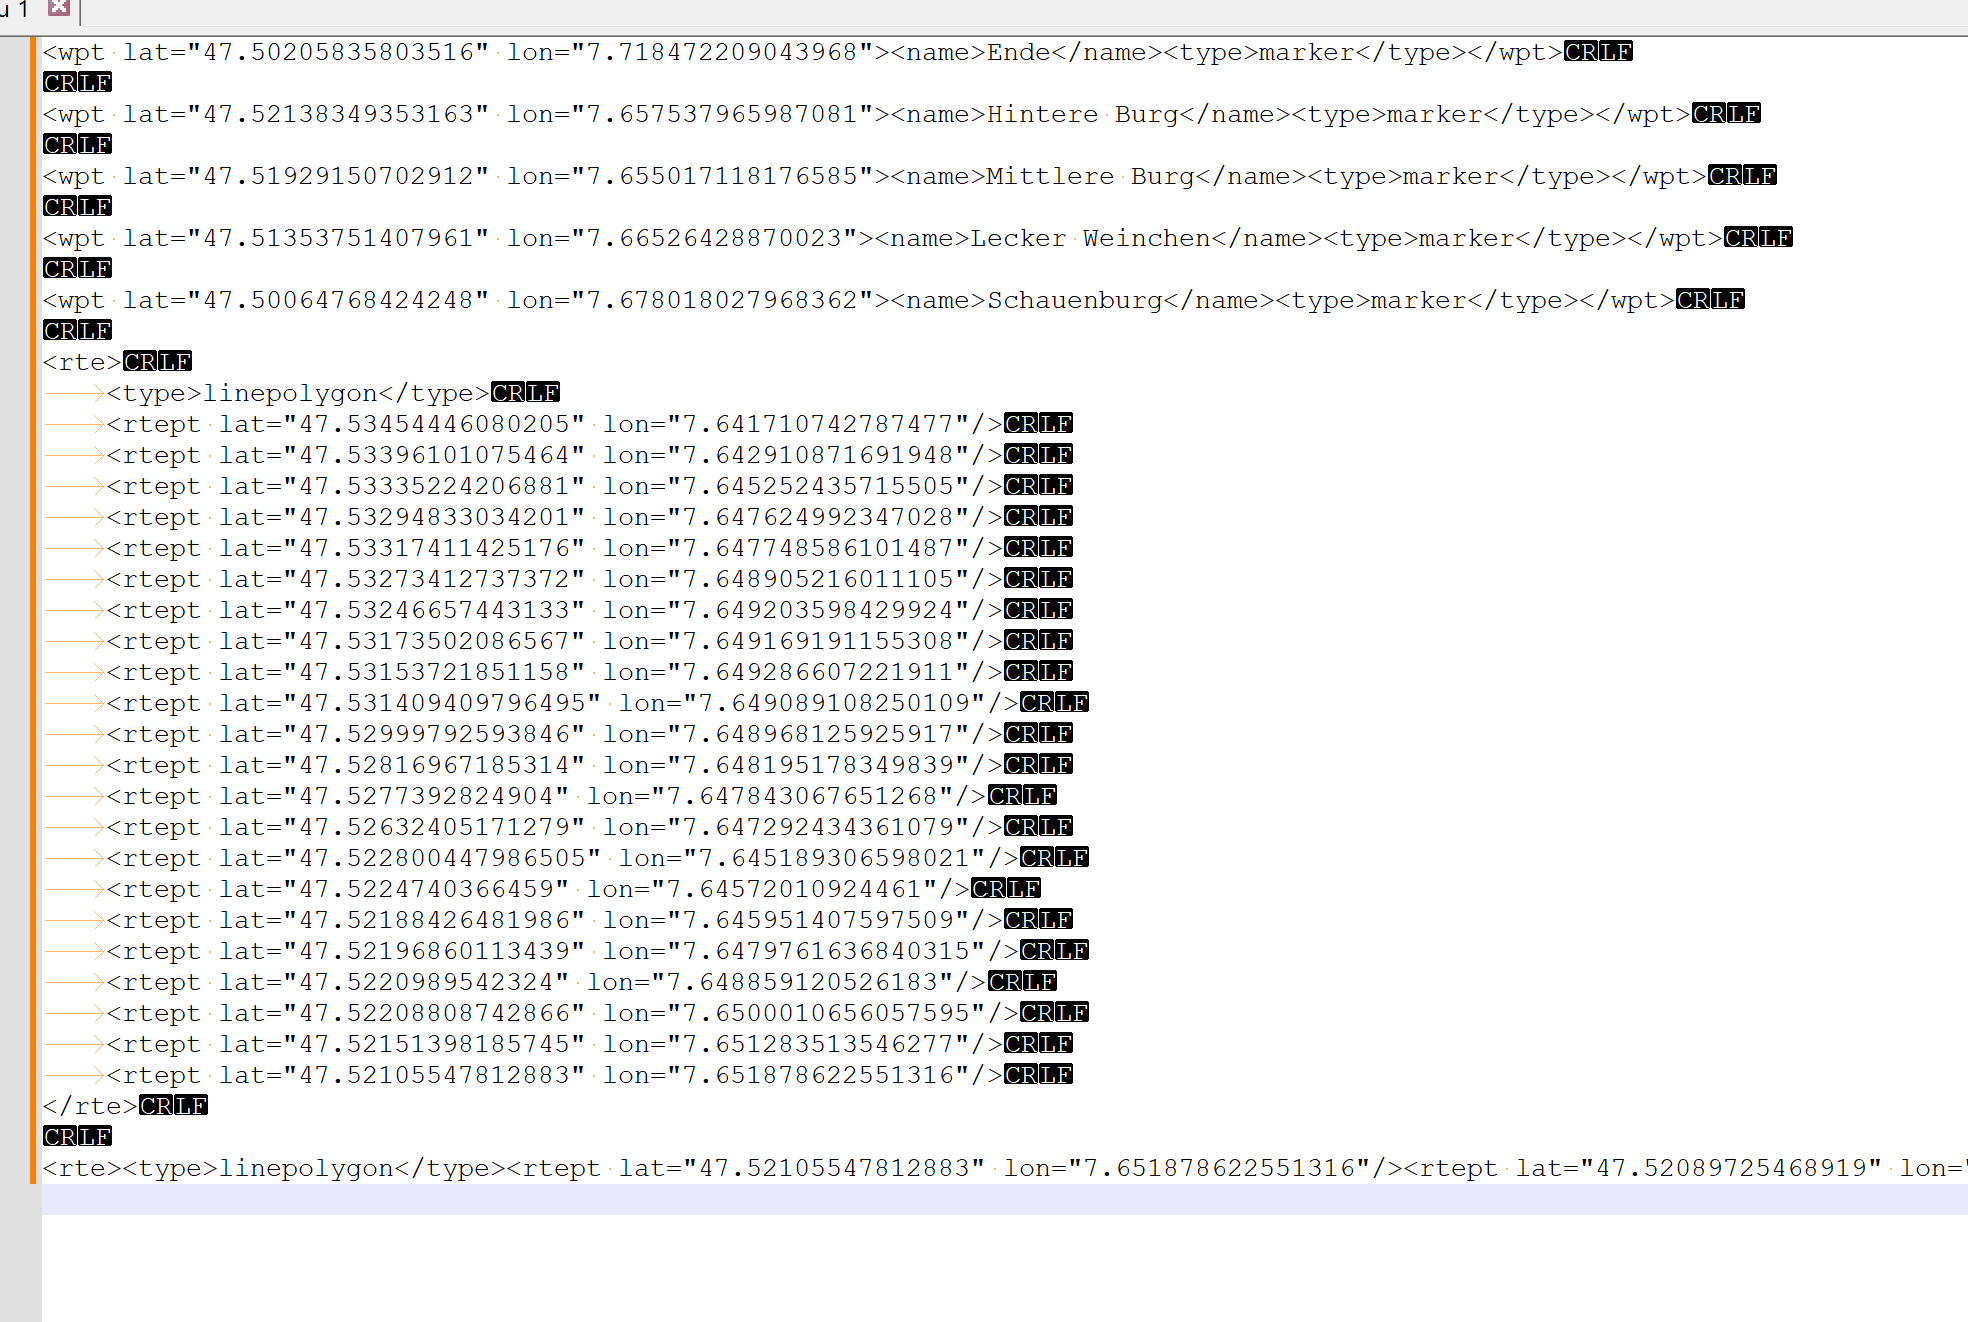 u 1
<wpt lat="47.50205835803516" lon="7.718472209043968"><name>Ende</name><type>marker</type></wpt>CRLF
CRLF
<wpt lat="47.52138349353163" lon="7.657537965987081"><name>Hintere Burg</name><type>marker</type></wpt>CRLF
CRLF
<wpt lat="47.51929150702912" lon="7.655017118176585"><name>Mittlere Burg</name><type>marker</type></wpt>CRLF
CRLF
<wpt lat="47.51353751407961" lon="7.66526428870023"><name>Lecker Weinchen</name><type>marker</type></wpt>CRLF
CRLF
<wpt lat="47.50064768424248" lon="7.678018027968362"><name>Schauenburg</name><type>marker</type></wpt>CRLF
CRLF
<rte>CRLF
<type>linepolygon</type>CRLF
<rtept lat="47.53454446080205" lon="7.641710742787477"/>CRLF
<rtept lat="47.53396101075464" lon="7.642910871691948"/>CRLF
<rtept lat="47.53335224206881" lon="7.645252435715505"/>CRLF
<rtept lat="47.53294833034201" lon="7.647624992347028"/>CRLF
<rtept lat="47.53317411425176" lon="7.647748586101487"/>CRLF
<rtept lat="47.53273412737372" lon="7.648905216011105"/>CRLF
<rtept lat="47.53246657443133" lon="7.649203598429924"/>CRLF
<rtept lat="47.53173502086567" lon="7.649169191155308"/>CRLF
<rtept lat="47.53153721851158" lon="7.649286607221911"/>CRLF
<rtept lat="47.531409409796495" lon="7.649089108250109"/>CRLF
<rtept lat="47.52999792593846" lon="7.648968125925917"/>CRLF
<rtept lat="47.52816967185314" lon="7.648195178349839"/>CRLF
<rtept lat="47.5277392824904" lon="7.647843067651268"/>CRLF
<rtept lat="47.52632405171279" lon="7.647292434361079"/>CRLF
<rtept lat="47.522800447986505" lon="7.645189306598021"/>CRLF
<rtept lat="47.5224740366459" lon="7.64572010924461"/>CRLF
<rtept lat="47.52188426481986" lon="7.645951407597509"/>CRLF
<rtept lat="47.52196860113439" lon="7.6479761636840315"/>CRLF
<rtept lat="47.5220989542324" lon="7.648859120526183"/>CRLF
<rtept lat="47.52208808742866" lon="7.6500010656057595"/>CRLF
<rtept lat="47.52151398185745" lon="7.651283513546277"/>CRLF
<rtept lat="47.52105547812883" lon="7.651878622551316"/>CRLF
</rte>CRLF
CRLF
<rte><type>linepolygon</type><rtept lat="47.52105547812883" lon="7.651878622551316"/><rtept lat="47.52089725468919" lon=